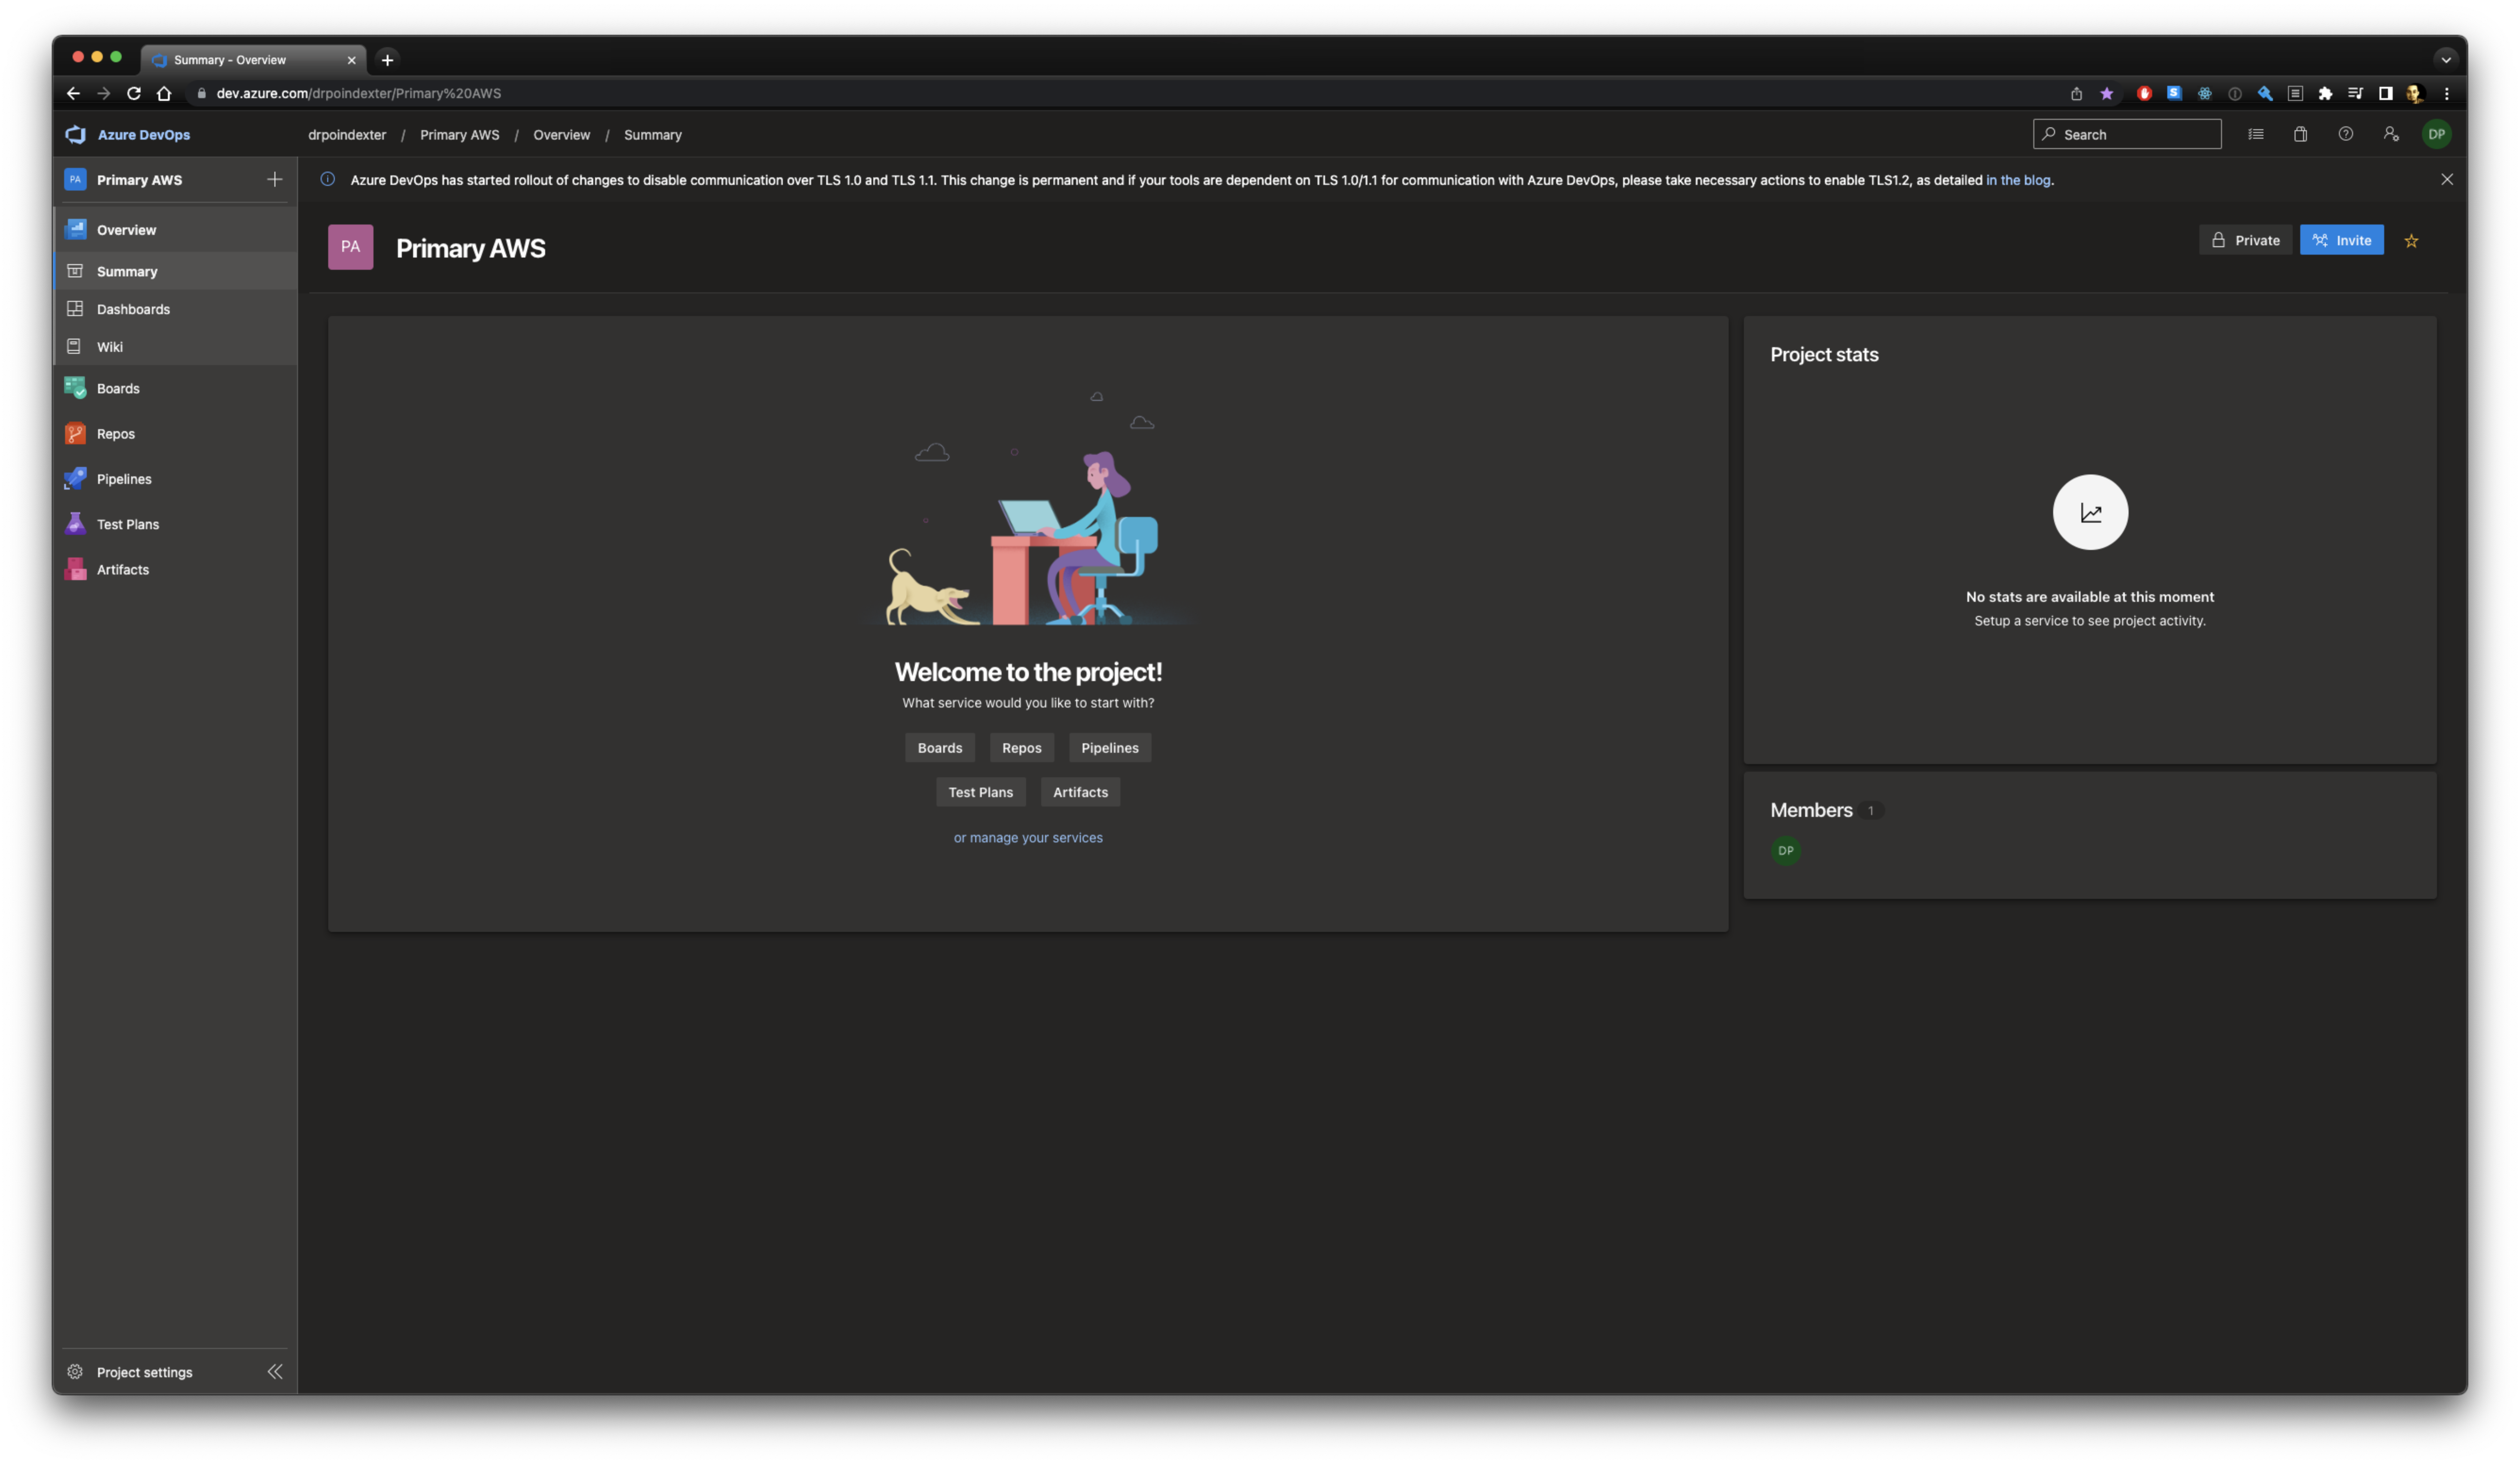 Summary - Overview
dev.azure.com/drpoindexter/Primary%20AWS
Azure DevOps
drpoindexter / Primary AWS / Overview / Summary
Search
DP
PA Primary AWS
Azure DevOps has started rollout of changes to disable communication over TLS 1.0 and TLS 1.1. This change is permanent and if your tools are dependent on TLS 1.0/1.1 for communication with Azure DevOps, please take necessary actions to enable TLS1.2, as detailed in the blog.
Overview
Summary
Dashboards
Wiki
Boards
Repos
Pipelines
Test Plans
Artifacts
Project settings
PA Primary AWS
Private
Invite
Welcome to the project!
What service would you like to start with?
Boards Repos Pipelines
Test Plans Artifacts
or manage your services
Project stats
No stats are available at this moment
Setup a service to see project activity.
Members 1
DP